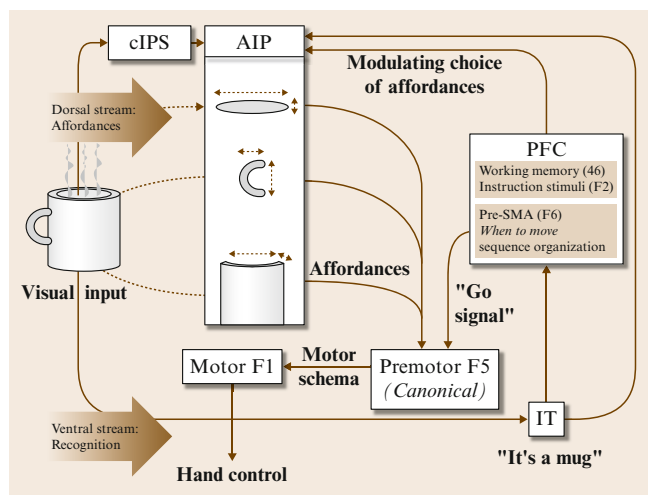 cIPS
AIP
Modulating choice
of affordances
Dorsal stream:
Affordances
PFC
Working memory (46)
Instruction stimuli (F2)
Pre-SMA (F6)
When to move
sequence organization
Affordances
Visual input
"Go
signal"
Motor F1
Motor
schema
Premotor F5
(Canonical)
Ventral stream:
Recognition
IT
Hand control
"It's a mug"